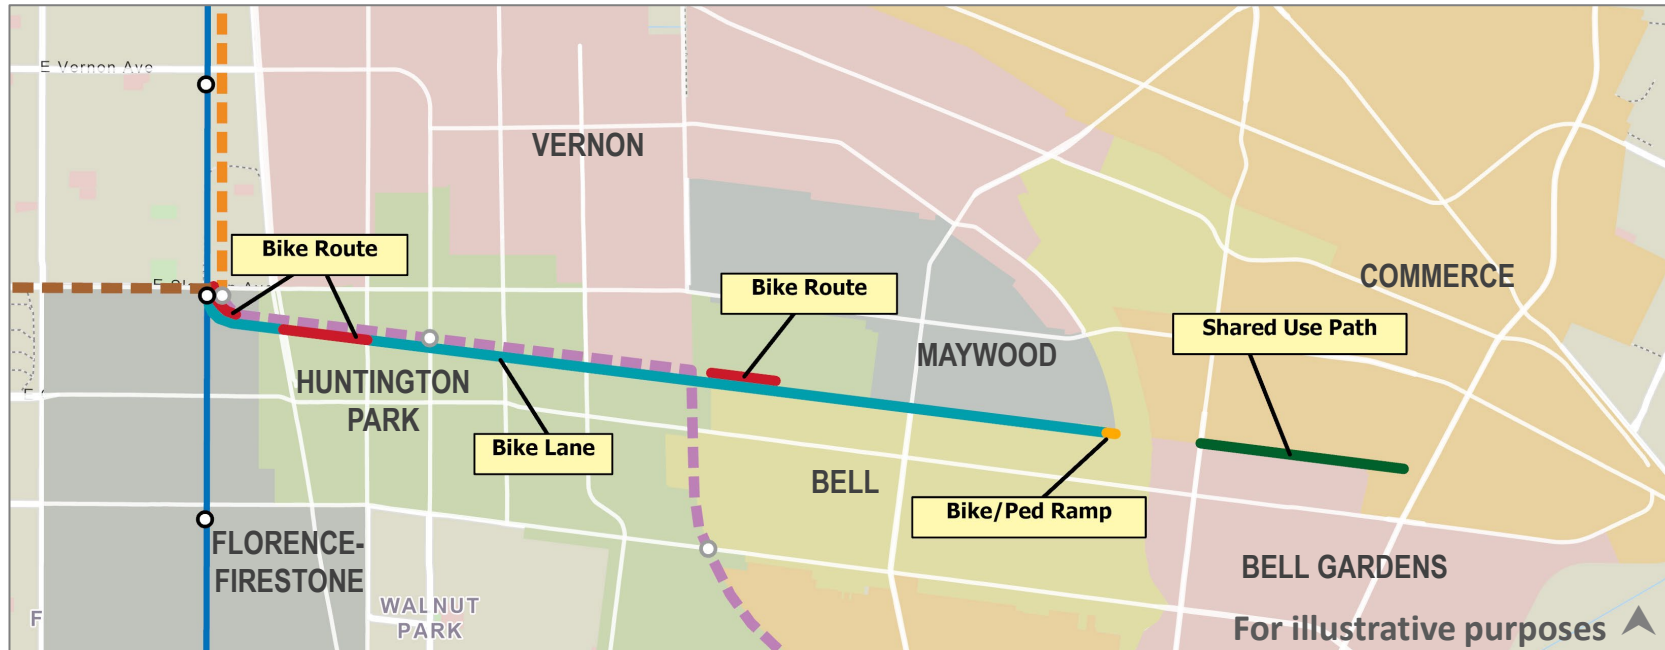 E Vernon Ave
VERNON
Bike Route
COMMERCE
Bike Route
Shared Use Path
MAYWOOD
HUNTINGTON
PARK
Bike Lane
BELL
Bike/Ped Ramp
FLORENCE-
FIRESTONE
BELL GARDENS
WALNUT
PARK
F
For illustrative purposes